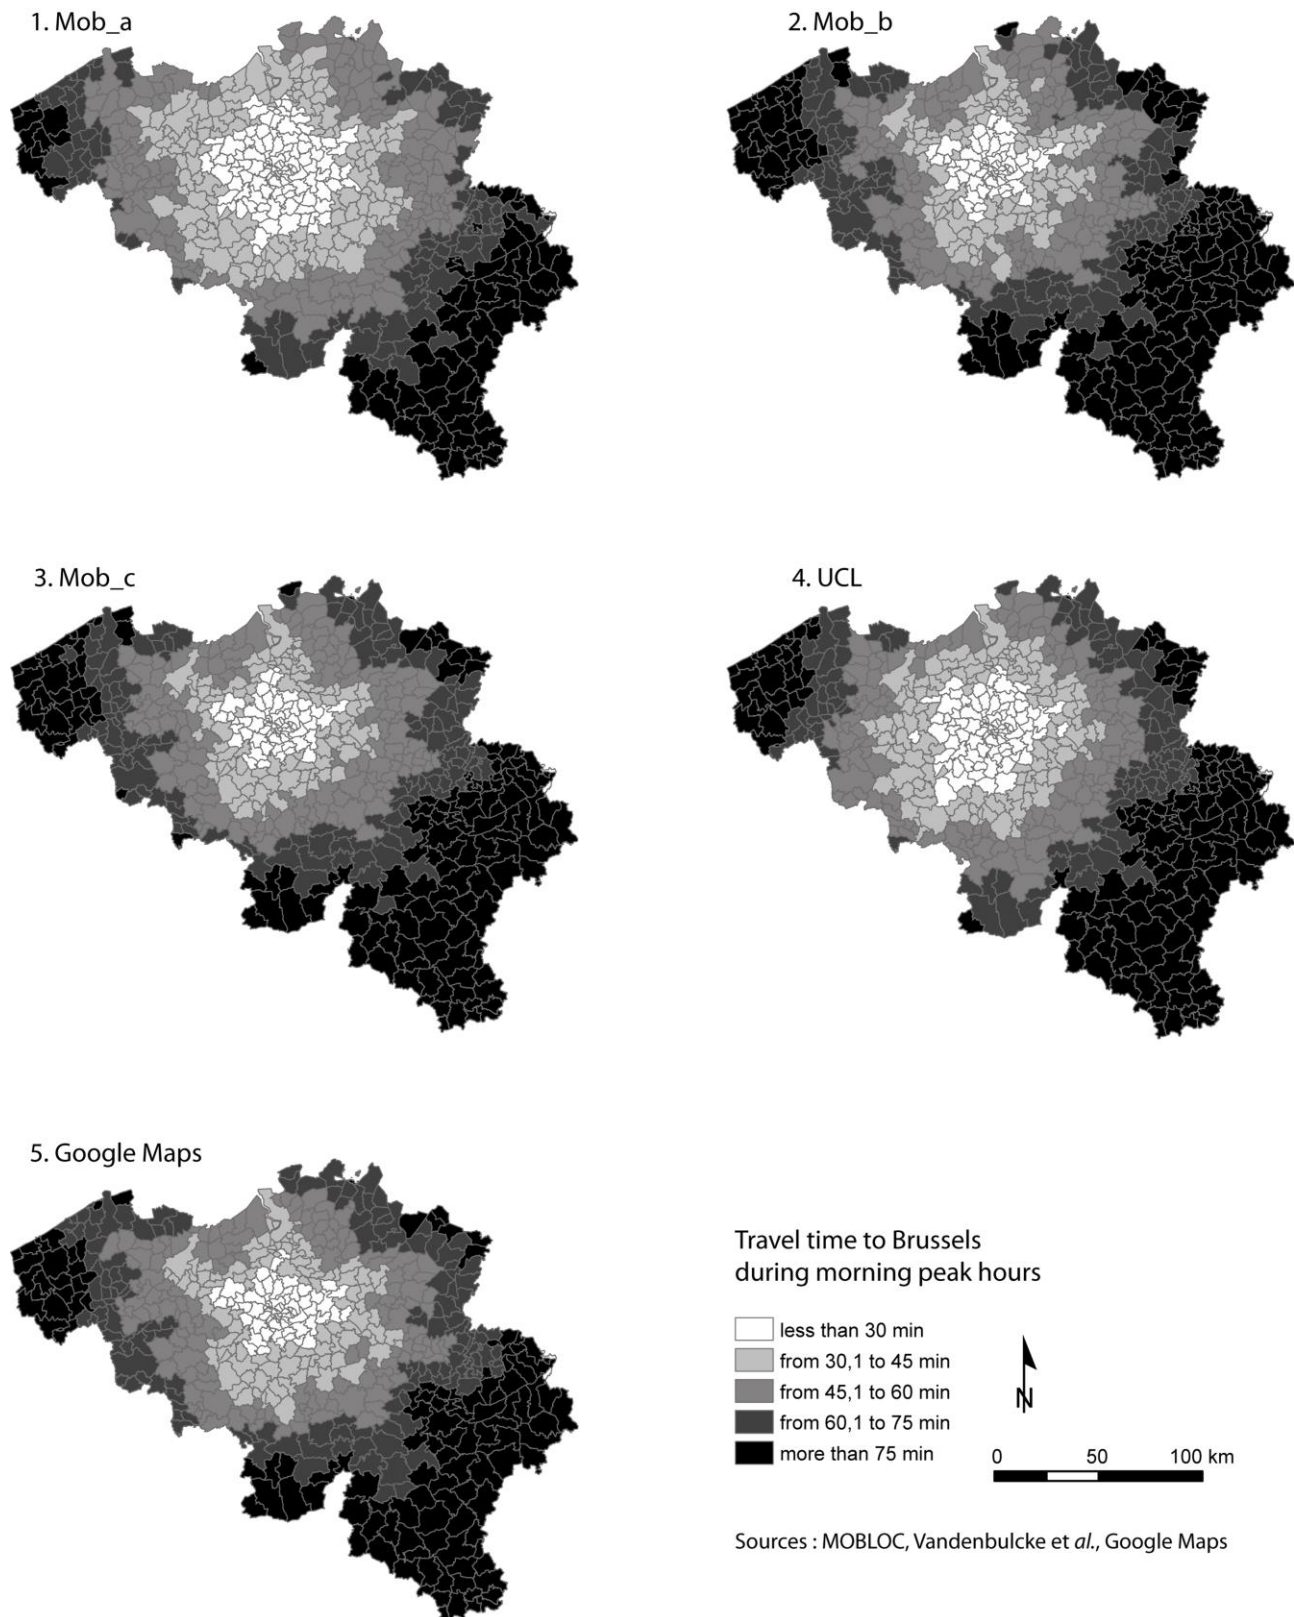 1. Mob_a
2. Mob_b
3. Mob_c
4. UCL
5. Google Maps
Travel time to Brussels
during morning peak hours
less than 30 min
from 30,1 to 45 min
from 45,1 to 60 min
from 60,1 to 75 min
more than 75 min
N
0 50 100 km
Sources : MOBLOC, Vandenbulcke et al., Google Maps